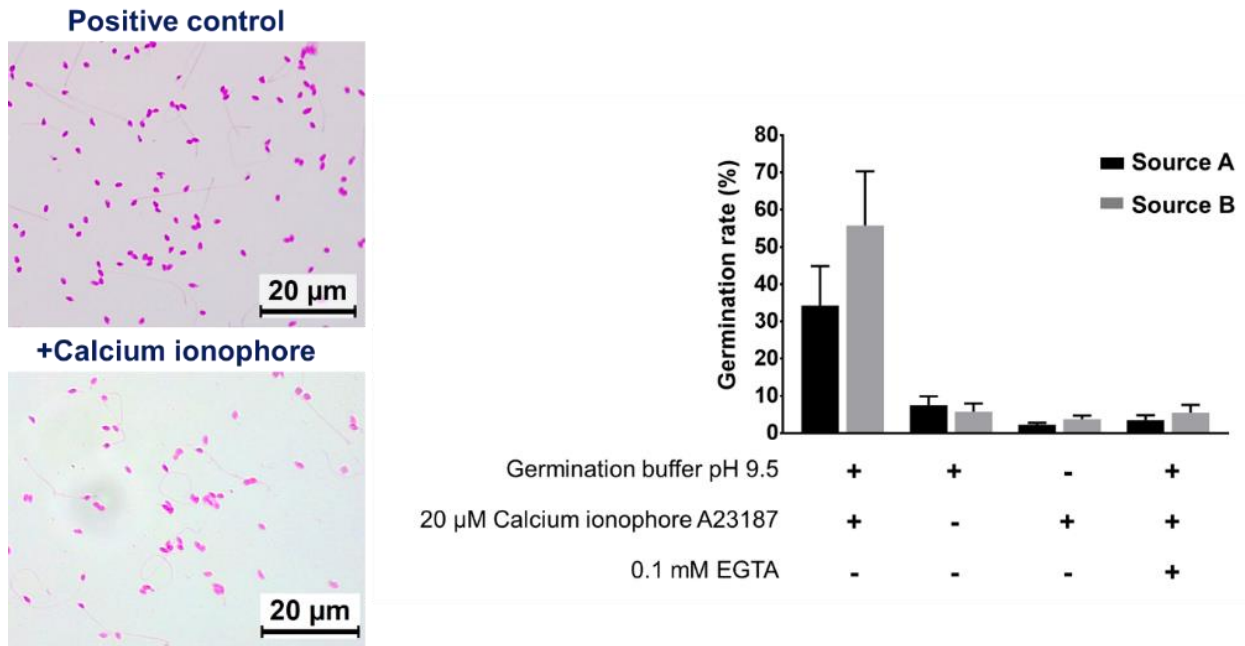 Positive control
20 µm
+Calcium ionophore
20 µm
Germination rate (%)
80
70
60
50
40
30
20
10
0
Source A
Source B
Germination buffer pH 9.5 + + - +
20 µM Calcium ionophore A23187 + - + +
0.1 mM EGTA - - - +